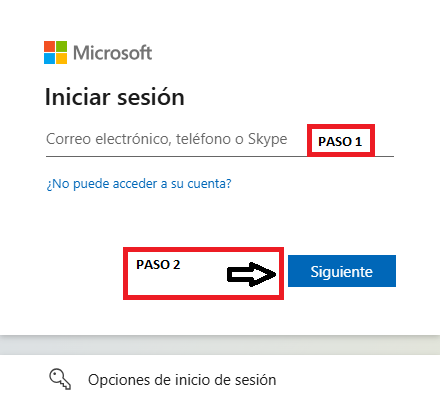 Microsoft
Iniciar sesión
Correo electrónico, teléfono o Skype
PASO 1
¿No puede acceder a su cuenta?
PASO 2
Siguiente
Opciones de inicio de sesión